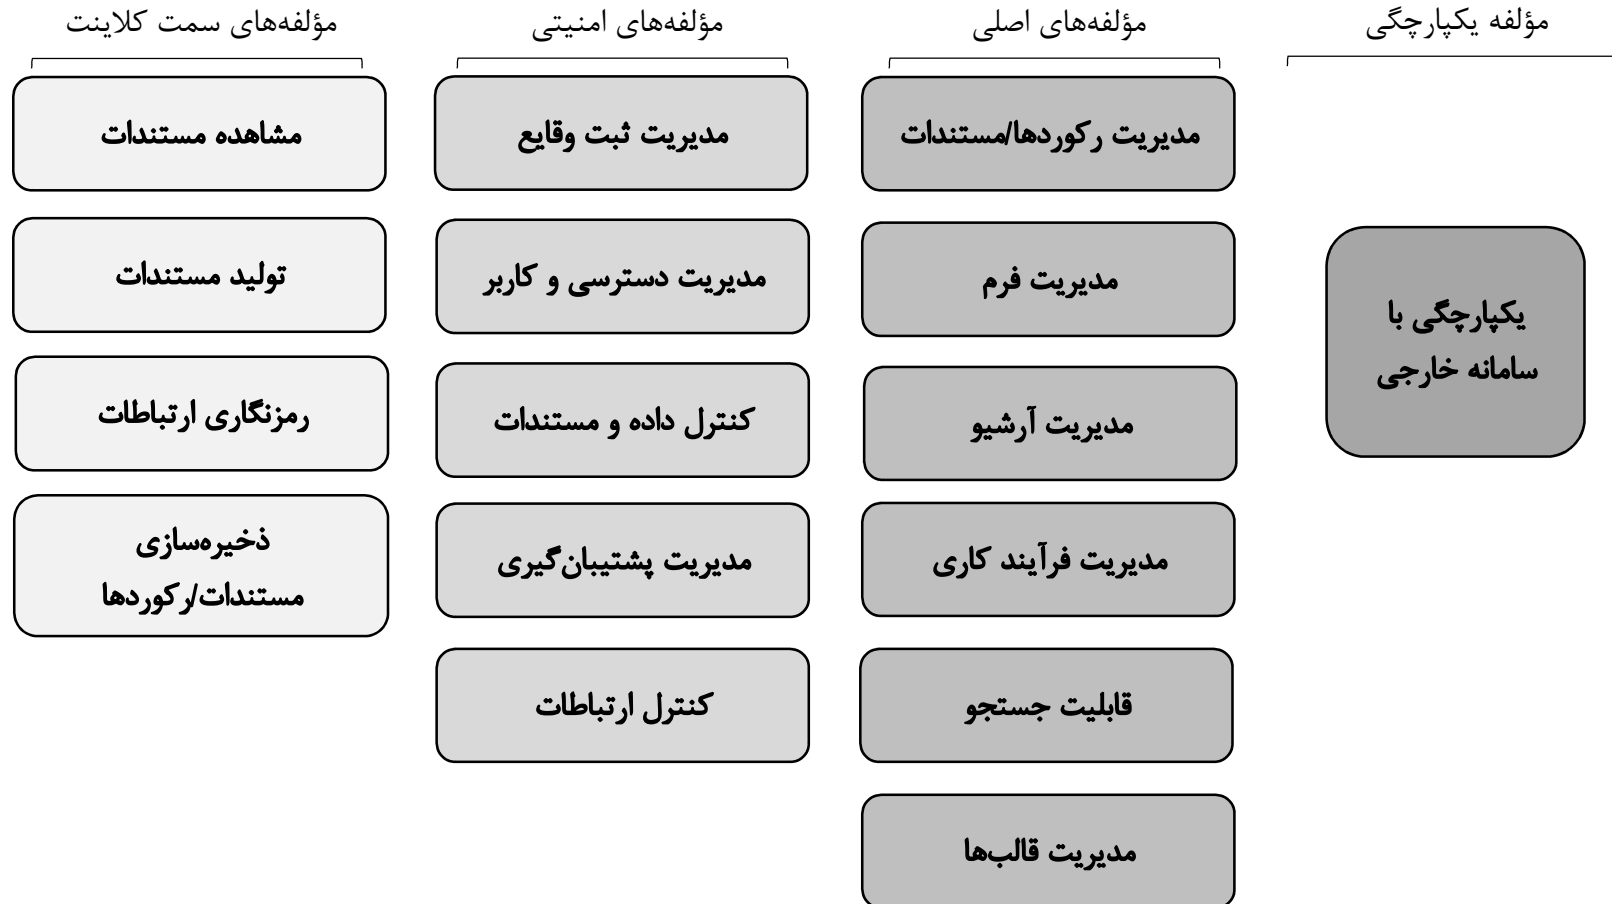 مؤلفه یکپارچگی
یکپارچگی با
سامانه خارجی
مؤلفه‌های اصلی
مدیریت رکوردها/مستندات
مدیریت فرم
مدیریت آرشیو
مدیریت فرآیند کاری
قابلیت جستجو
مدیریت قالب‌ها
مؤلفه‌های امنیتی
مدیریت ثبت وقایع
مدیریت دسترسی و کاربر
کنترل داده و مستندات
مدیریت پشتیبان‌گیری
کنترل ارتباطات
مؤلفه‌های سمت کلاینت
مشاهده مستندات
تولید مستندات
رمزنگاری ارتباطات
ذخیره‌سازی
مستندات/رکوردها